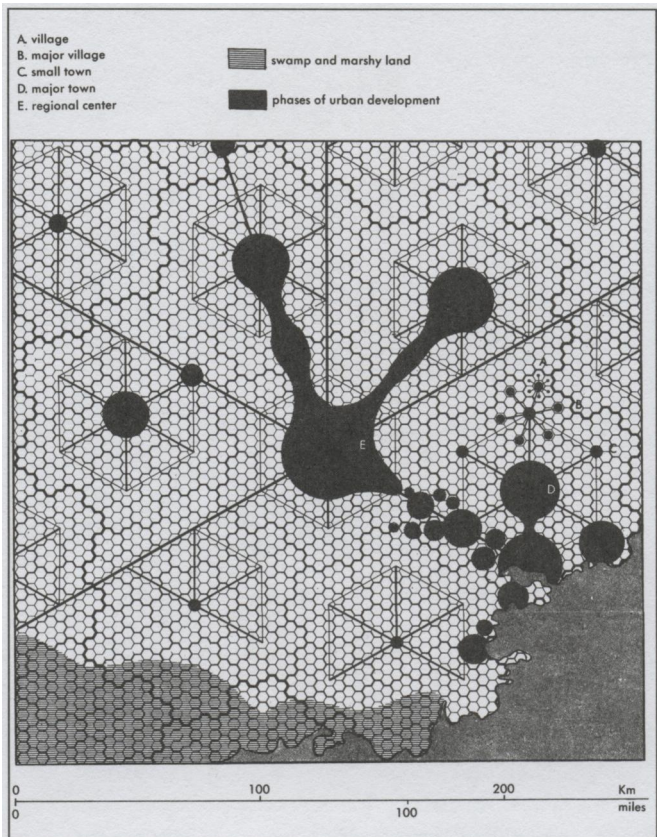 A. village
B. major village
C. small town
D. major town
E. regional center
swamp and marshy land
phases of urban development
A
B
C
E
D
0 100 200 Km
0 100 miles